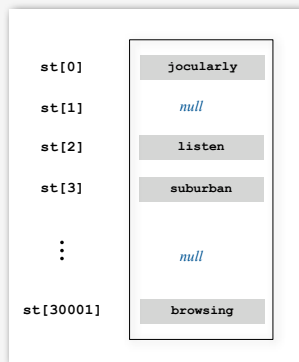 st[0] jocularly
st[1] null
st[2] listen
st[3] suburban
⋮ null
st[30001] browsing